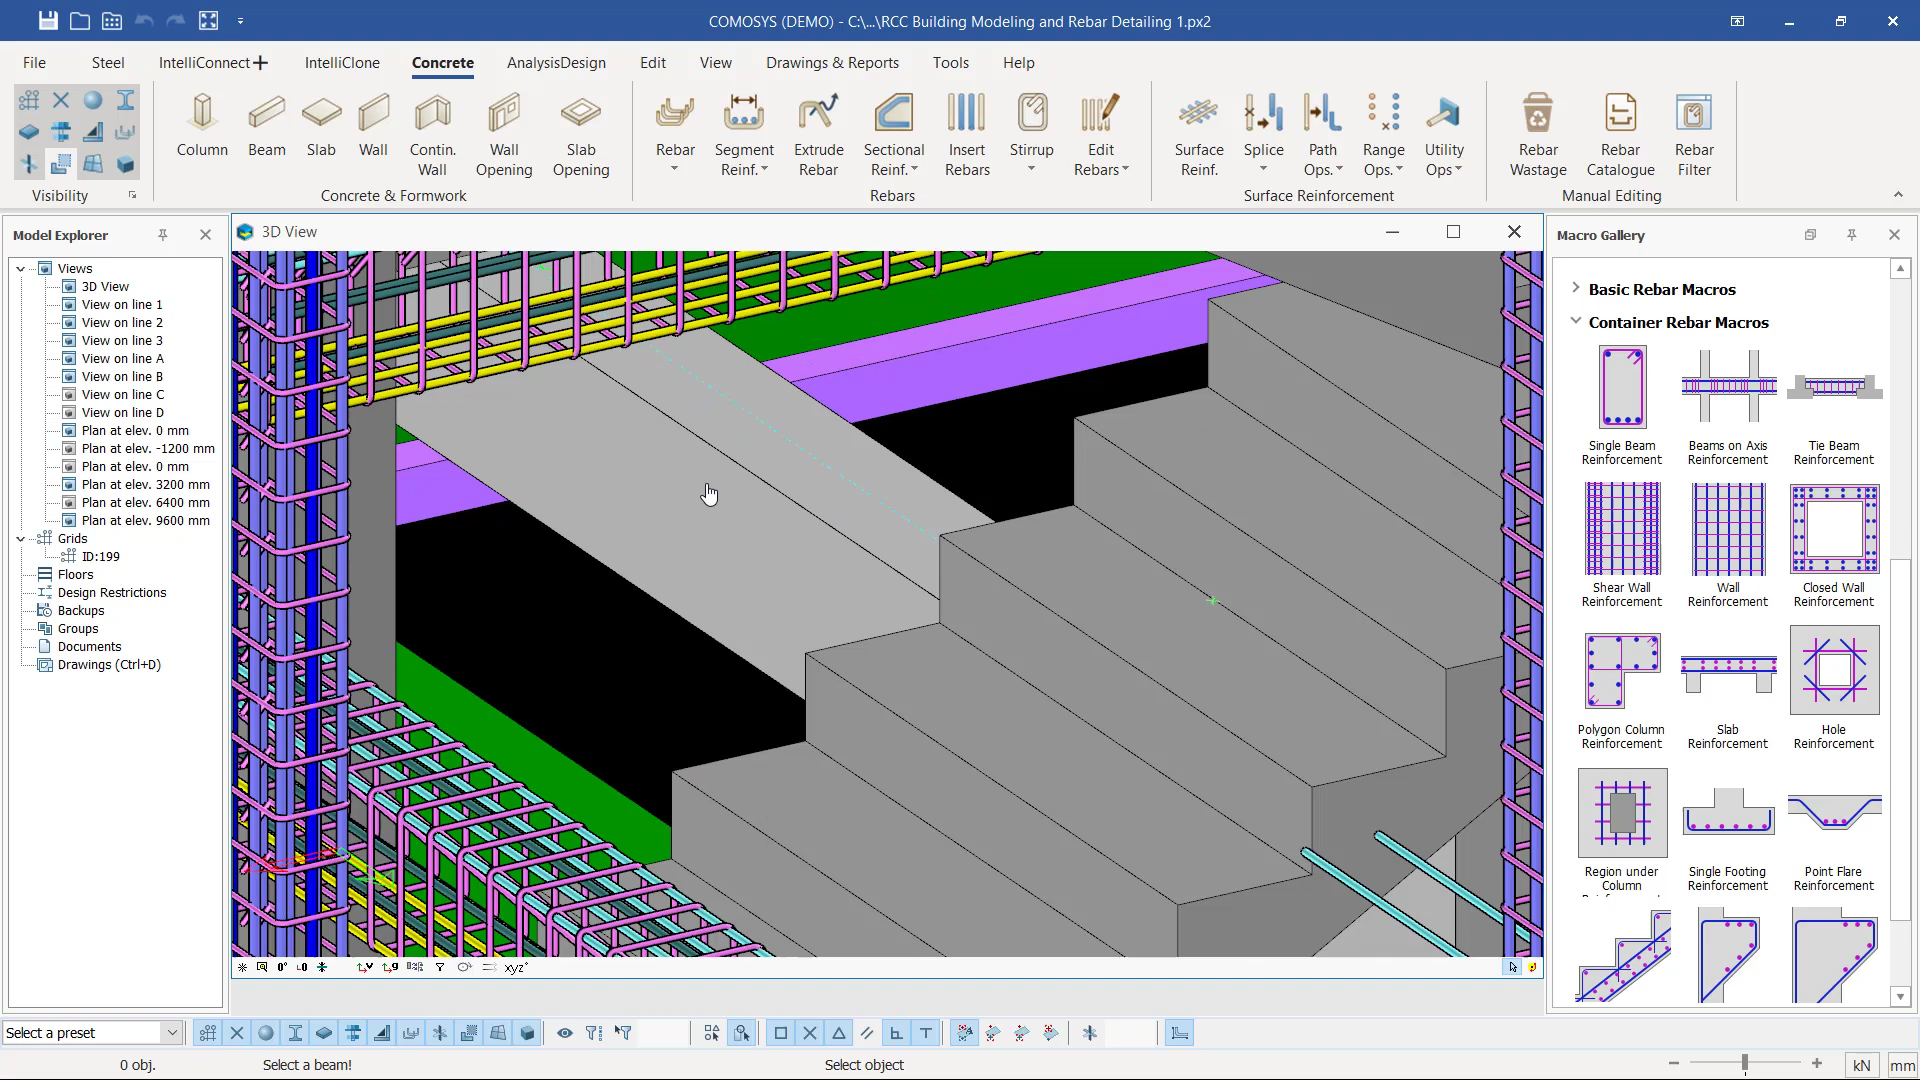 COMOSYS (DEMO) - C:\...\RCC Building Modeling and Rebar Detailing 1.px2
File Steel IntelliConnect IntelliClone Concrete AnalysisDesign Edit View Drawings & Reports Tools Help
Column Beam Slab Wall Contin. Wall Wall Opening Slab Opening Rebar Segment Reinf. Extrude Rebar Sectional Reinf. Insert Rebars Stirrup Edit Rebars Surface Reinf. Splice Path Ops. Range Ops. Utility Ops Rebar Wastage Rebar Catalogue Rebar Filter
Visibility Concrete & Formwork Rebars Surface Reinforcement Manual Editing
Model Explorer
Views
3D View
View on line 1
View on line 2
View on line 3
View on line A
View on line B
View on line C
View on line D
Plan at elev. 0 mm
Plan at elev. -1200 mm
Plan at elev. 0 mm
Plan at elev. 3200 mm
Plan at elev. 6400 mm
Plan at elev. 9600 mm
Grids
ID:199
Floors
Design Restrictions
Backups
Groups
Documents
Drawings (Ctrl+D)
3D View
xyz
Macro Gallery
Basic Rebar Macros
Container Rebar Macros
Single Beam Reinforcement
Beams on Axis Reinforcement
Tie Beam Reinforcement
Shear Wall Reinforcement
Wall Reinforcement
Closed Wall Reinforcement
Polygon Column Reinforcement
Slab Reinforcement
Hole Reinforcement
Region under Column
Single Footing Reinforcement
Point Flare Reinforcement
Select a preset
0 obj. Select a beam! Select object kN mm